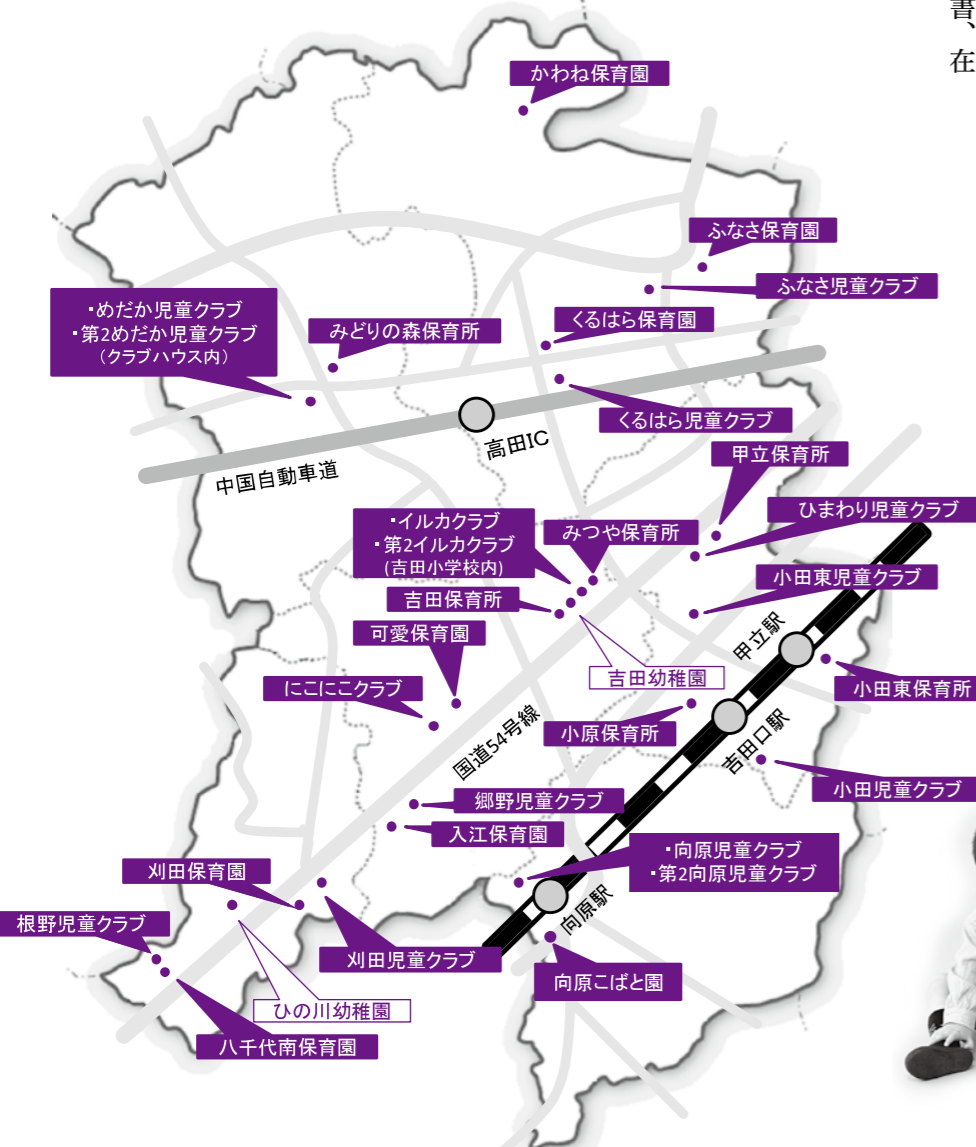 書、
在
かわね保育園
ふなさ保育園
ふなさ児童クラブ
・めだか児童クラブ
・第2めだか児童クラブ
（クラブハウス内）
みどりの森保育所
くるはら保育園
くるはら児童クラブ
高田IC
中国自動車道
甲立保育所
・イルカクラブ
・第2イルカクラブ
(吉田小学校内)
みつや保育所
ひまわり児童クラブ
吉田保育所
小田東児童クラブ
可愛保育園
甲立駅
吉田幼稚園
にこにこクラブ
小田東保育所
国道54号線
小原保育所
吉田口駅
小田児童クラブ
郷野児童クラブ
入江保育園
・向原児童クラブ
・第2向原児童クラブ
刈田保育園
向原駅
根野児童クラブ
刈田児童クラブ
向原こばと園
ひの川幼稚園
八千代南保育園